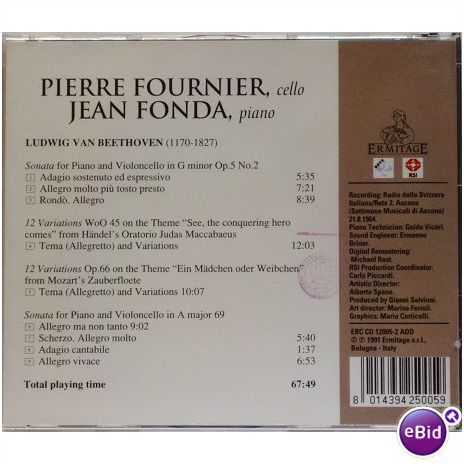 PIERRE FOURNIER, cello
JEAN FONDA, piano
LUDWIG VAN BEETHOVEN (1170-1827)
Sonata for Piano and Violoncello in G minor Op.5 No.2
1 Adagio sostenuto ed espressivo 5:35
2 Allegro molto più tosto presto 7:21
3 Rondò. Allegro 8:39
12 Variations WoO 45 on the Theme "See, the conquering hero
comes" from Händel's Oratorio Judas Maccabaeus
4 Tema (Allegretto) and Variations 12:03
12 Variations Op.66 on the Theme "Ein Mädchen oder Weibchen"
from Mozart's Zauberfloete
5 Tema (Allegretto) and Variations 10:07
Sonata for Piano and Violoncello in A major 69
6 Allegro ma non tanto 9:02
7 Scherzo. Allegro molto 5:40
8 Adagio cantabile 1:37
9 Allegro vivace 6:53
Total playing time 67:49
ERMITAGE
RSI
Recording: Radio della Svizzera
Italiana/Rete 2, Ascona
(Settimane Musicali di Ascona)
21.8.1964.
Piano Technician: Guido Vicàri.
Sound Engineer: Ermanno
Briner.
Digital Remastering:
Michael Rast.
RSI Production Coordinator:
Carlo Piccardi.
Artistic Director:
Alberto Spano.
Produced by Gianni Salvioni.
Art director: Marisa Forioli.
Graphics: Mario Corticelli.
ERC CD 12005-2 ADD
© ℗ 1991 Ermitage s.r.l.,
Bologna - Italy
8 014394 250059
eBid